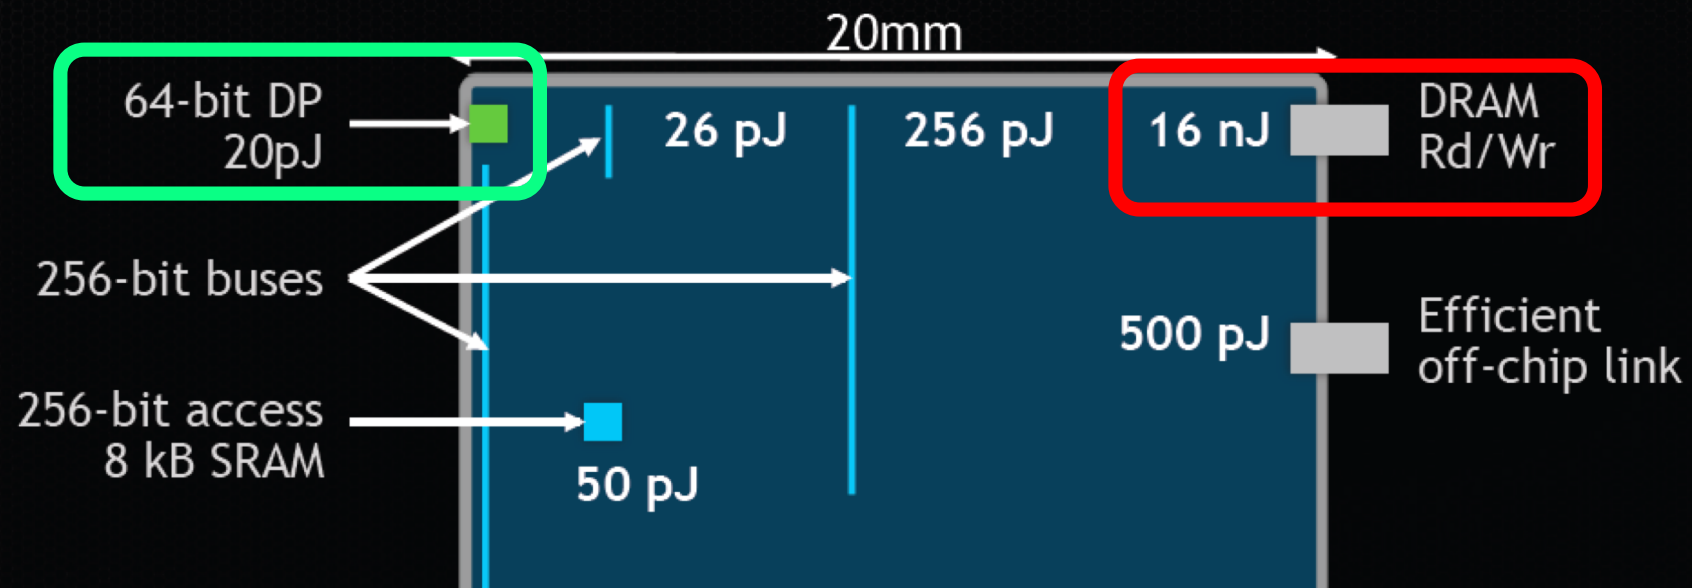 20mm
64-bit DP
20pJ
26 pJ
256 pJ
16 nJ
DRAM
Rd/Wr
256-bit buses
500 pJ
Efficient
off-chip link
256-bit access
8 kB SRAM
50 pJ